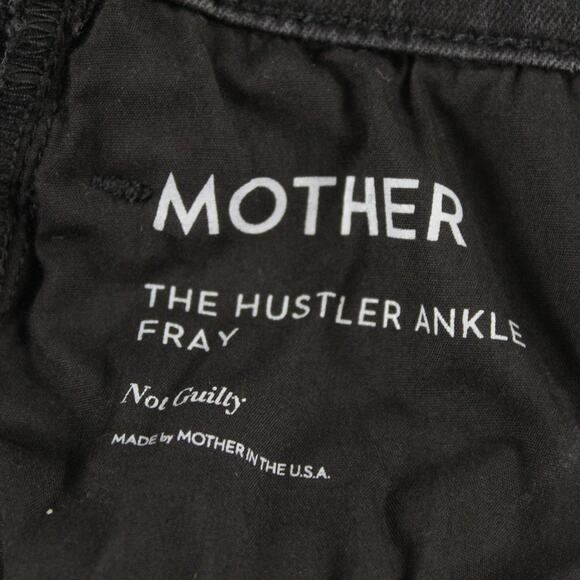 MOTHER
THE HUSTLER ANKLE
FRAY
Not Guilty
MADE by MOTHER IN THE U.S.A.